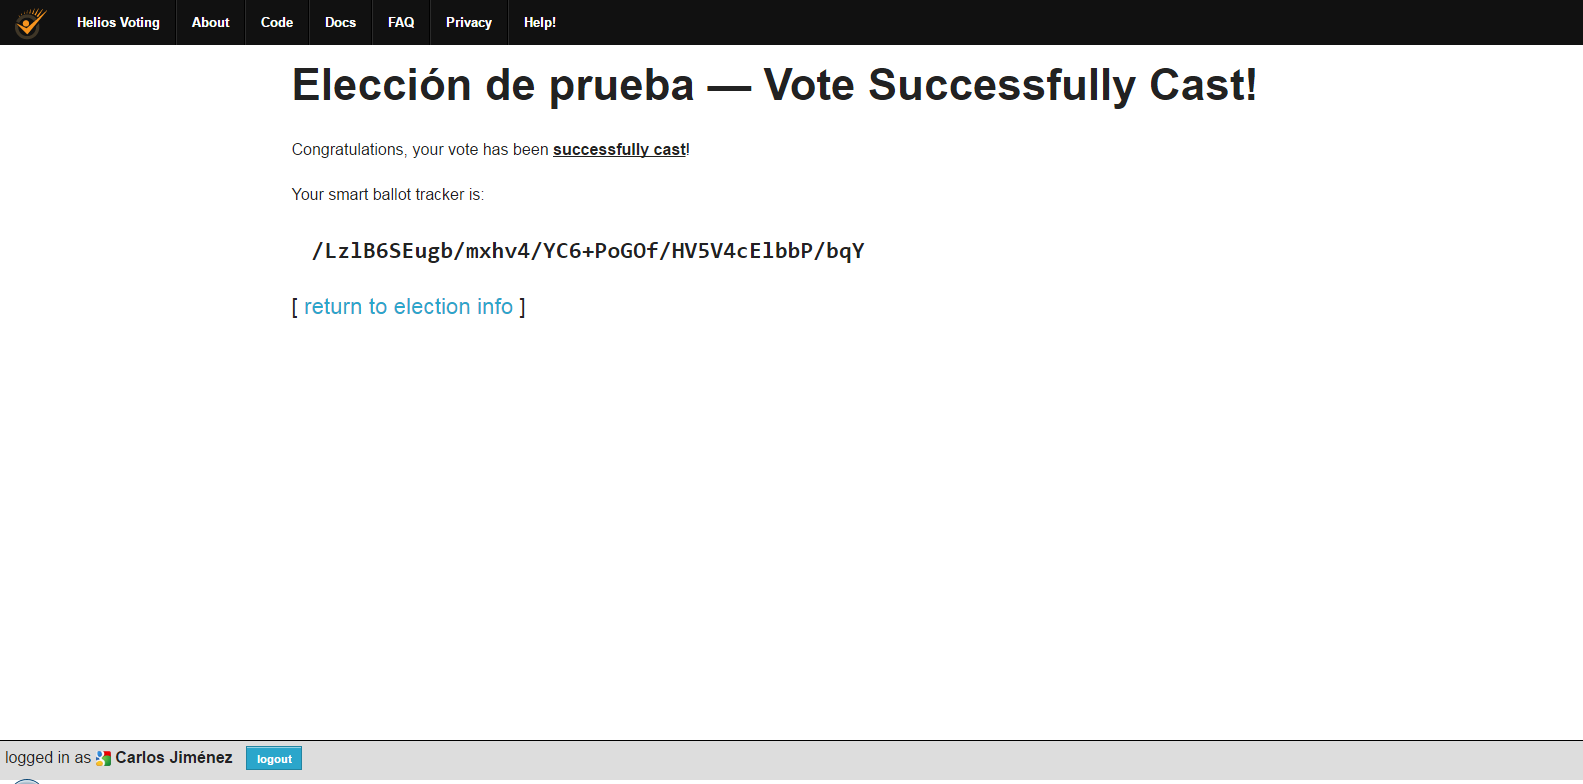 Helios Voting About Code Docs FAQ Privacy Help!
Elección de prueba — Vote Successfully Cast!
Congratulations, your vote has been successfully cast!
Your smart ballot tracker is:
/LzlB6SEugb/mxhv4/YC6+PoGOf/HV5V4cElbbP/bqY
[ return to election info ]
logged in as Carlos Jiménez logout